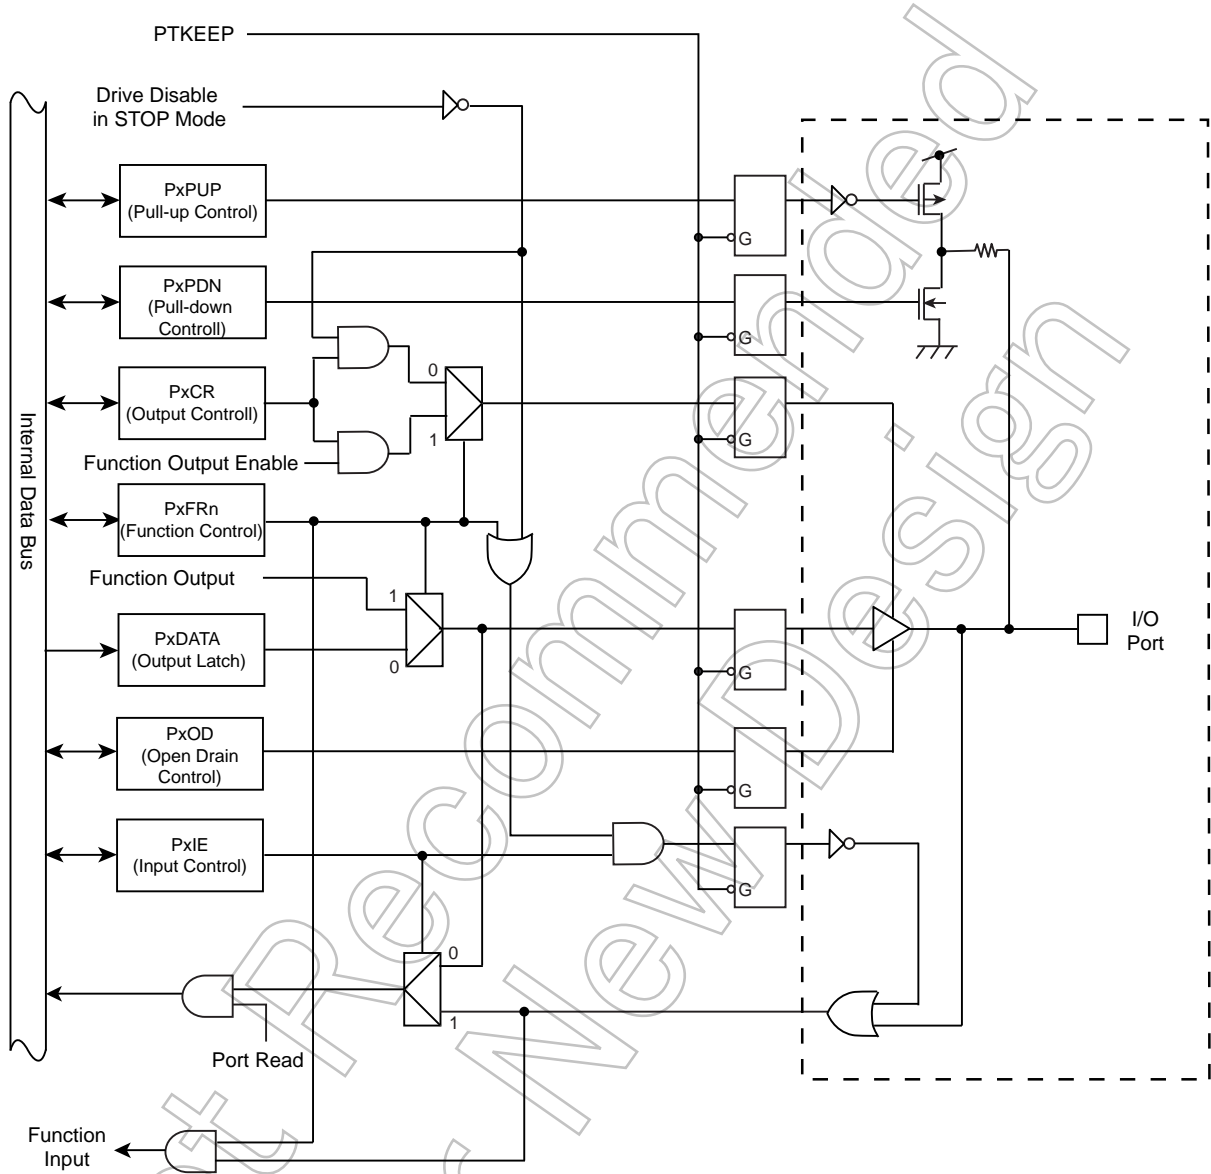 PTKEEP
Drive Disable
in STOP Mode
PxPUP
(Pull-up Control)
G
PxPDN
(Pull-down
Controll)
G
PxCR
(Output Controll)
0
1
G
Function Output Enable
Internal Data Bus
PxFRn
(Function Control)
Function Output
1
0
PxDATA
(Output Latch)
G
I/O
Port
PxOD
(Open Drain
Control)
G
PxIE
(Input Control)
G
0
1
Port Read
Function
Input
Recommended
New Design